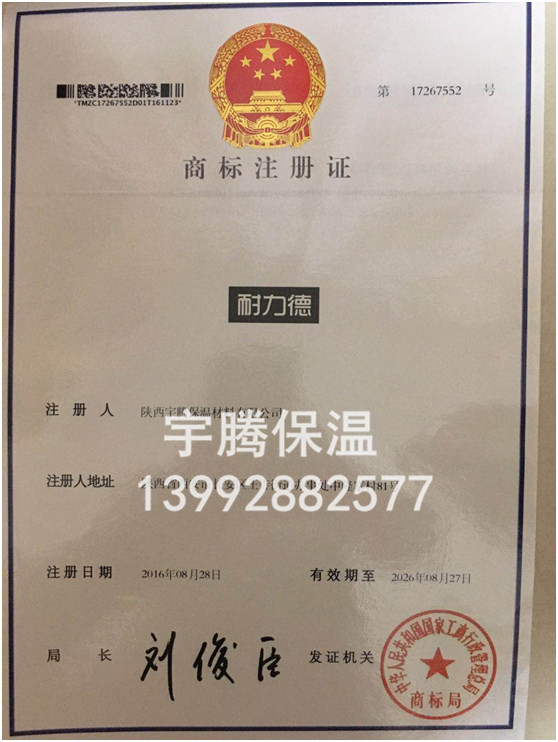 *TMZC17267552D01T161123*
第 17267552 号
商标注册证
耐力德
注册人 陕西宇腾保温材料有限公司
宇腾保温
注册人地址
13992882577
注册日期 2016年08月28日 有效期至 2026年08月27日
局长 刘俊臣 发证机关
中华人民共和国国家工商行政管理总局
商标局